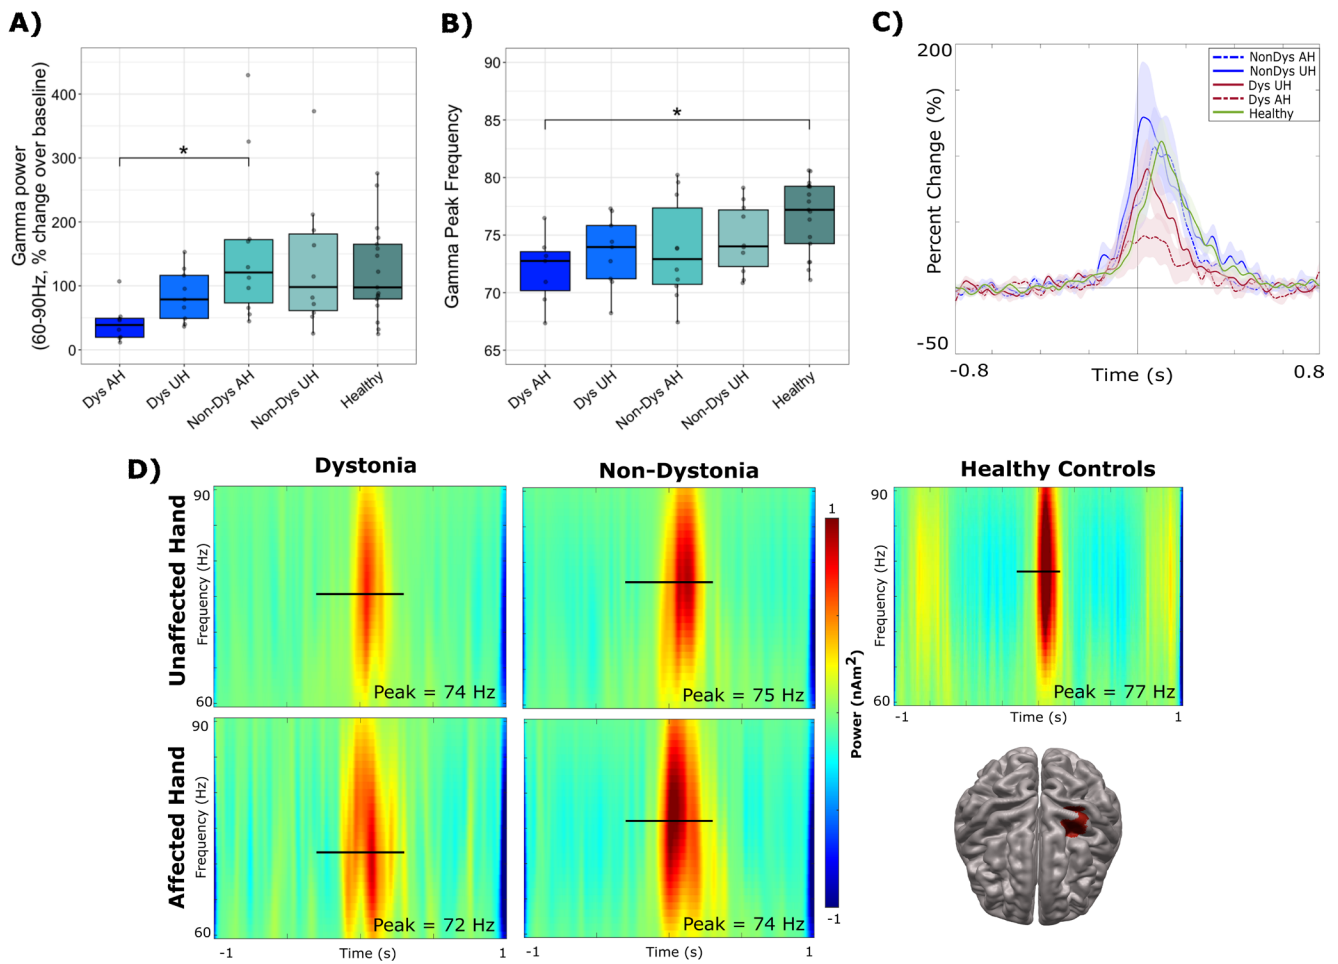 A)
Gamma power
(60-90Hz, % change over baseline)
400
300
200
100
0
*
Dys AH
Dys UH
Non-Dys AH
Non-Dys UH
Healthy
B)
Gamma Peak Frequency
90
85
80
75
70
65
*
Dys AH
Dys UH
Non-Dys AH
Non-Dys UH
Healthy
C)
Percent Change (%)
200
-50
-0.8
Time (s)
0.8
NonDys AH
NonDys UH
Dys UH
Dys AH
Healthy
D)
Dystonia
Non-Dystonia
Healthy Controls
Unaffected Hand
90
Frequency (Hz)
60
Peak = 74 Hz
Peak = 75 Hz
1
Power (nAm²)
-1
90
Frequency (Hz)
60
Peak = 77 Hz
-1
Time (s)
1
Affected Hand
90
Frequency (Hz)
60
Peak = 72 Hz
-1
Time (s)
1
Peak = 74 Hz
-1
Time (s)
1